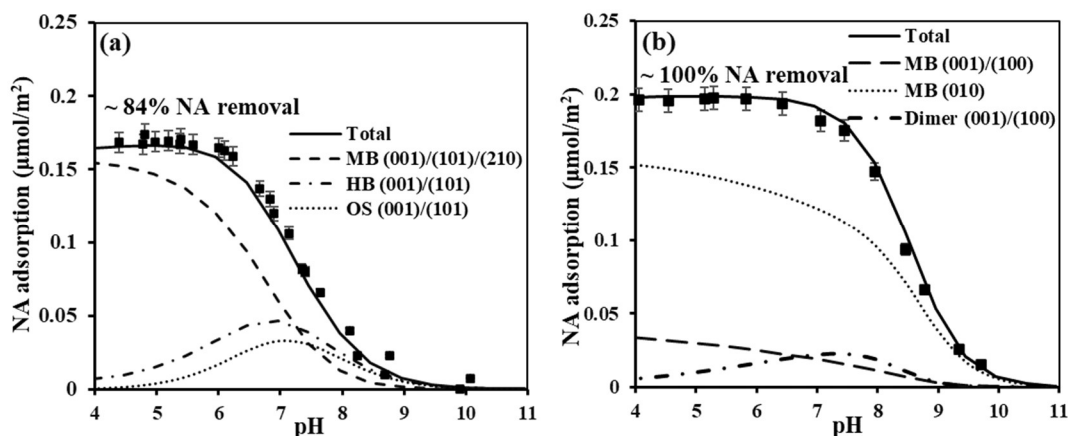 (a)
~ 84% NA removal
Total
MB (001)/(101)/(210)
HB (001)/(101)
OS (001)/(101)
NA adsorption (µmol/m²)
0.25
0.2
0.15
0.1
0.05
0
4 5 6 7 8 9 10 11
pH
(b)
~ 100% NA removal
Total
MB (001)/(100)
MB (010)
Dimer (001)/(100)
NA adsorption (µmol/m²)
0.25
0.2
0.15
0.1
0.05
0
4 5 6 7 8 9 10 11
pH